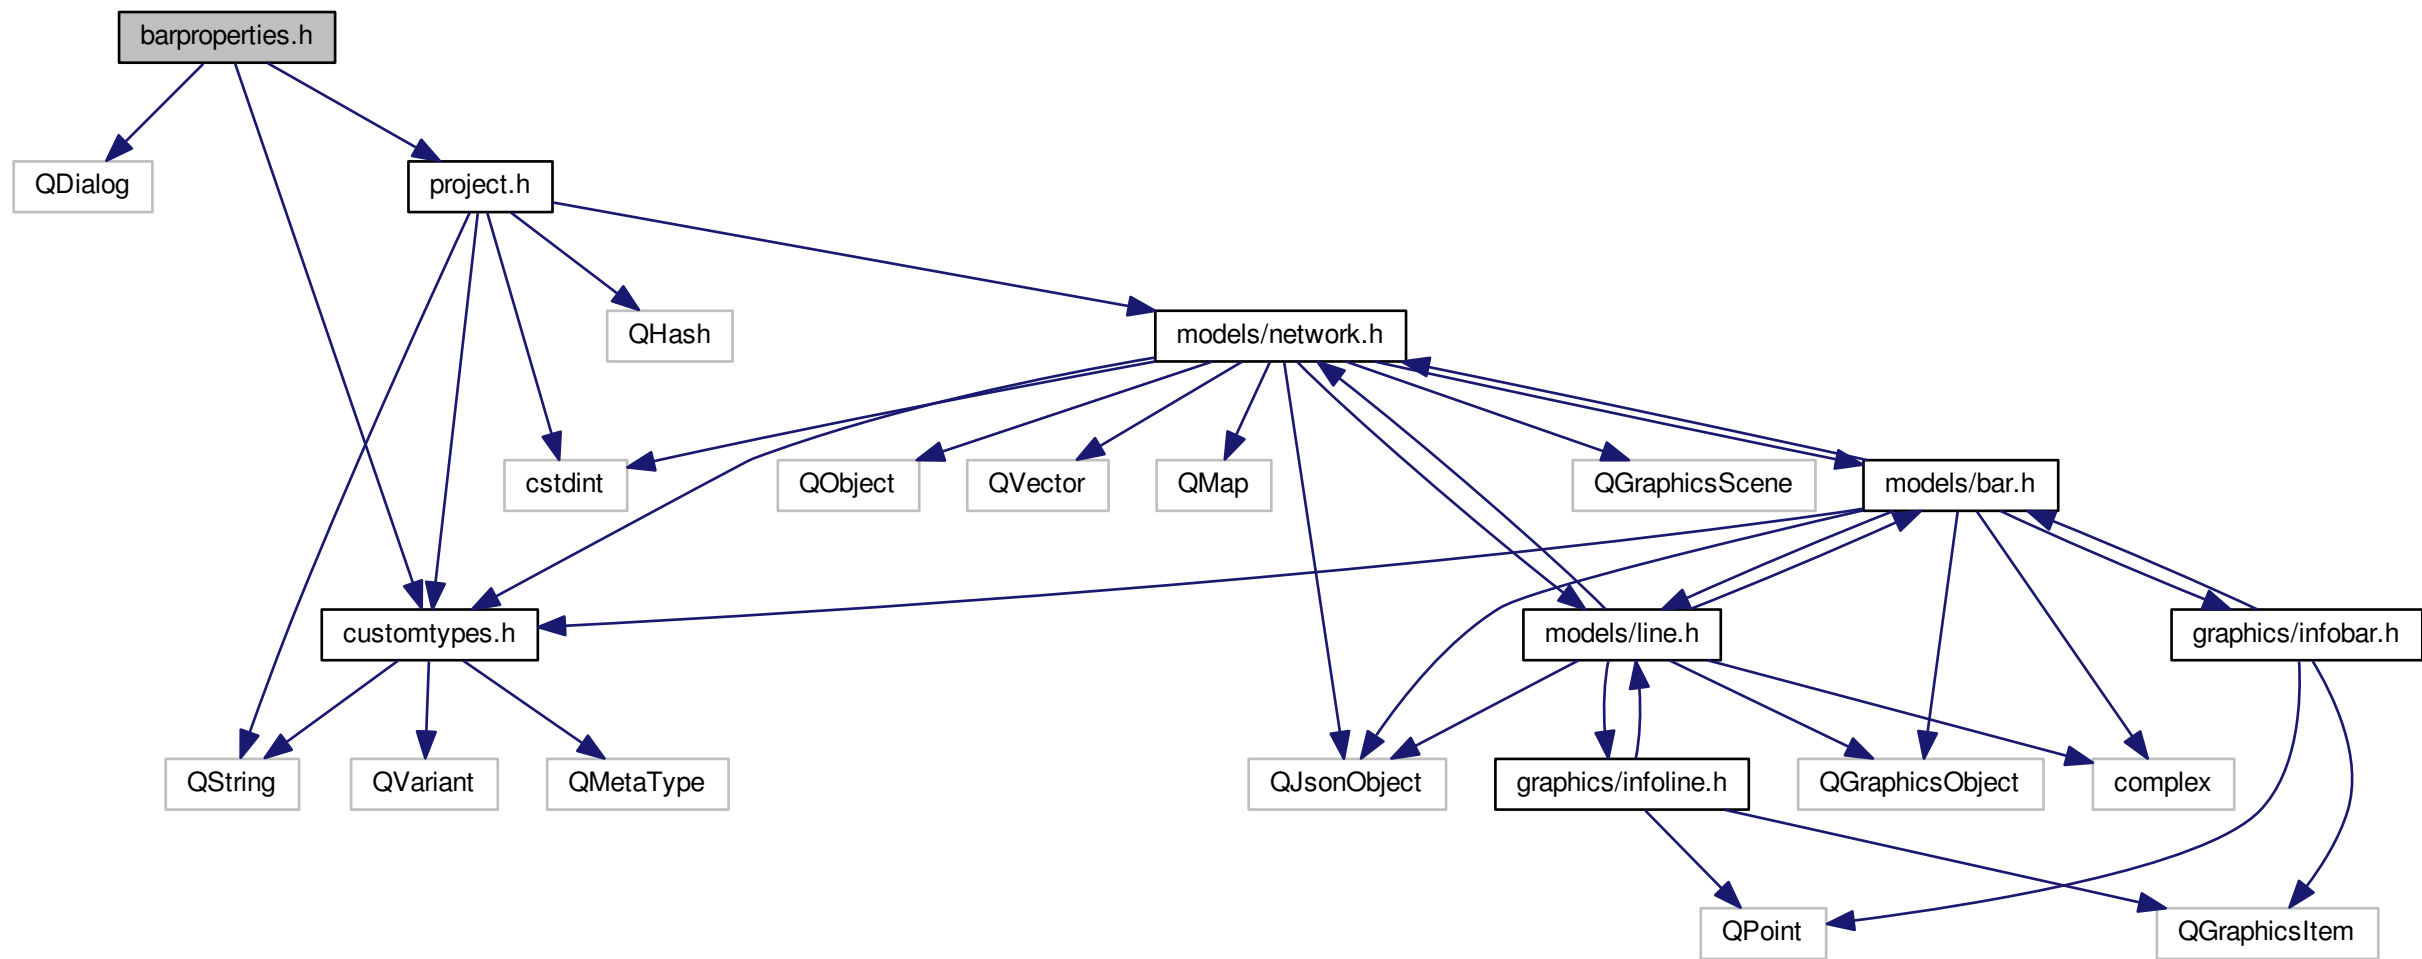 barproperties.h
QDialog
project.h
QHash
models/network.h
cstdint
QObject
QVector
QMap
QGraphicsScene
models/bar.h
customtypes.h
models/line.h
graphics/infobar.h
QString
QVariant
QMetaType
QJsonObject
graphics/infoline.h
QGraphicsObject
complex
QPoint
QGraphicsItem